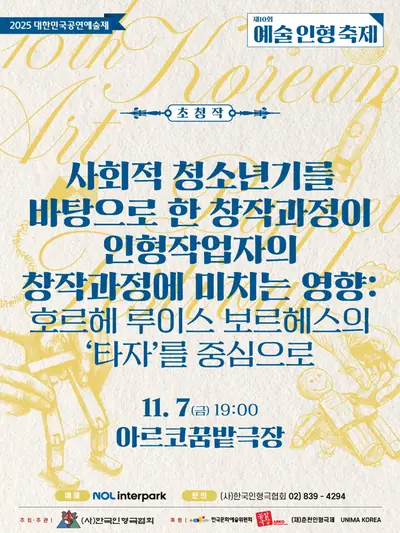 2025 대한민국공연예술제
제10회
예술인형축제
10th Korean
Art Puppet
Festival
초청작
사회적 청소년기를
바탕으로 한 창작과정이
인형작업자의
창작과정에 미치는 영향:
호르헤 루이스 보르헤스의
‘타자’를 중심으로
11. 7(금) 19:00
아르코꿈밭극장
예매 NOL interpark 문의 (사)한국인형극협회 02) 839 - 4294
주최·주관 (사)한국인형극협회 후원 한국문화예술위원회 ARKO (재)춘천인형극제 UNIMA KOREA